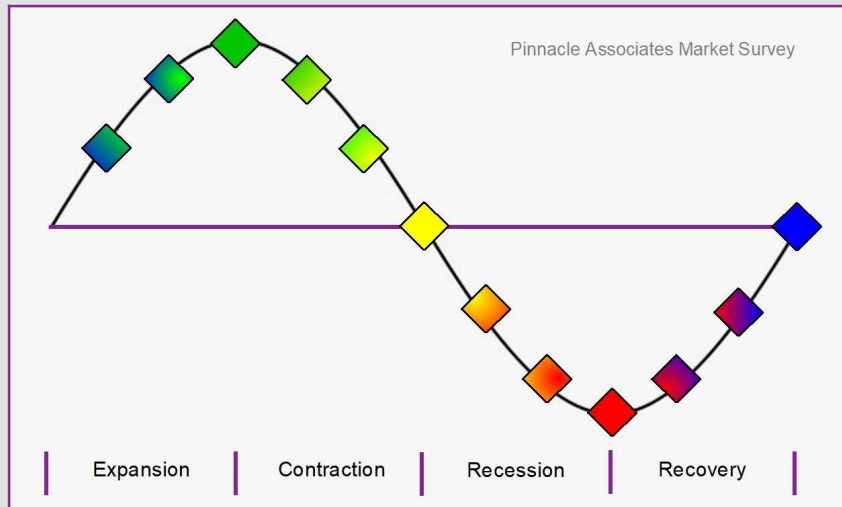 Pinnacle Associates Market Survey
Expansion
Contraction
Recession
Recovery